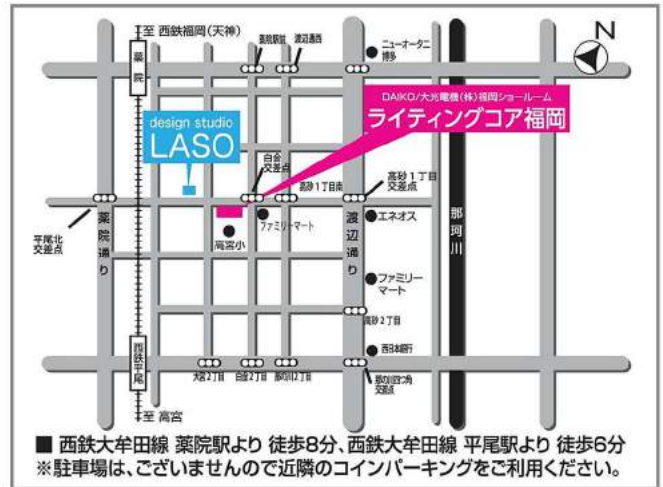 至 西鉄福岡(天神)
薬院
薬院駅前
渡辺通西
ニューオータニ
博多
N
DAIKO/大光電機(株)福岡ショールーム
ライティングコア福岡
design studio
LASO
白金
交差点
高砂1丁目南
高砂1丁目
交差点
平尾北
交差点
薬院通り
高宮小
ファミリーマート
渡辺通り
エネオス
那珂川
ファミリー
マート
高砂2丁目
西鉄平尾
西日本銀行
大宮2丁目
白金2丁目
那の川2丁目
那の川四つ角
交差点
至 高宮
■ 西鉄大牟田線 薬院駅より 徒歩8分、西鉄大牟田線 平尾駅より 徒歩6分
※駐車場は、ございませんので近隣のコインパーキングをご利用ください。